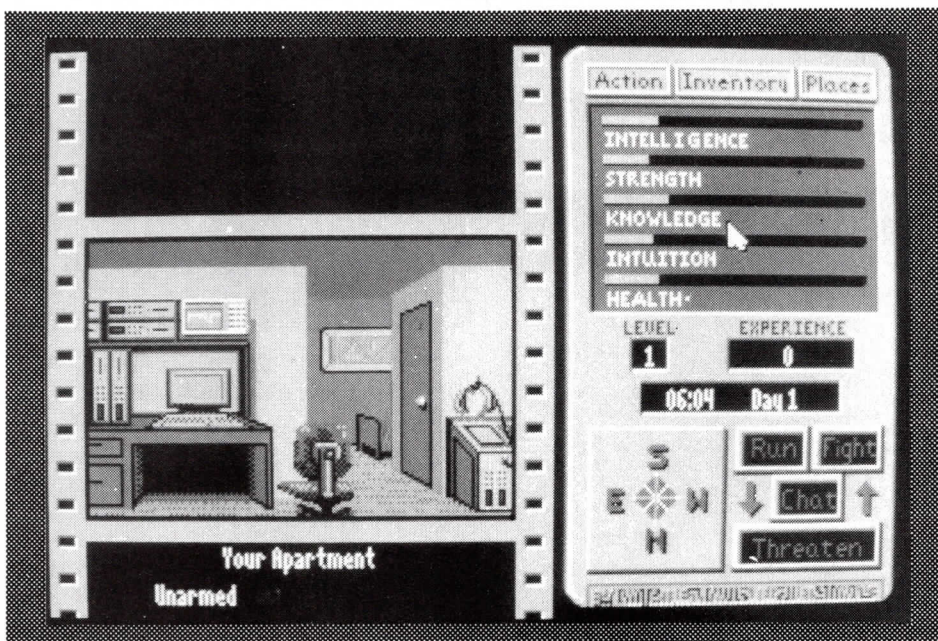 Your Apartment
Unarmed
Action Inventory Places
INTELLIGENCE
STRENGTH
KNOWLEDGE
INTUITION
HEALTH
LEVEL EXPERIENCE
1 0
06:04 Day 1
S
E W
N
Run Fight
Chat
Threaten